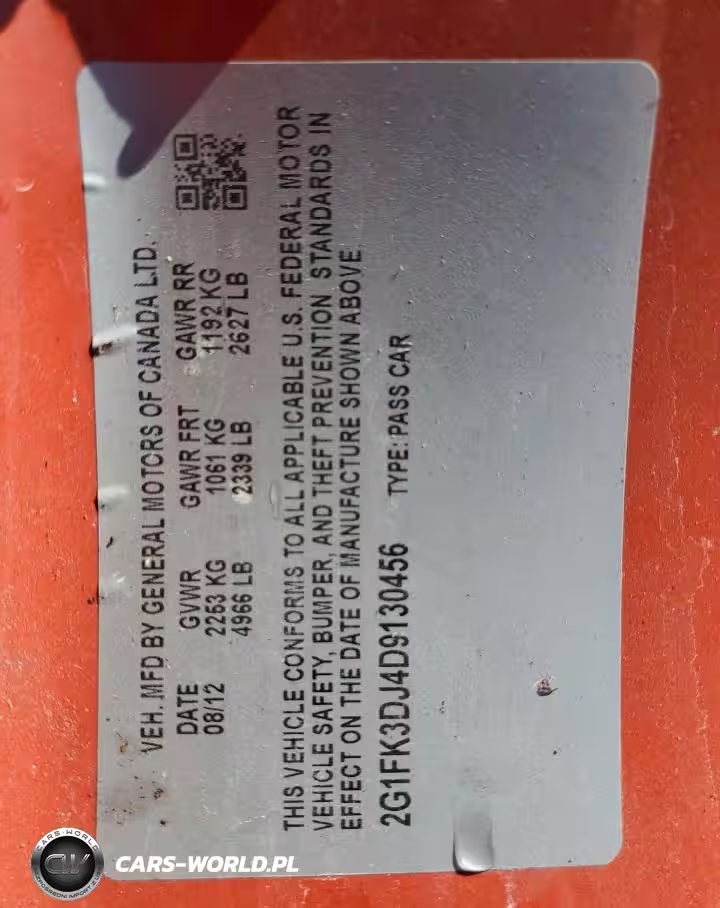 VEH. MFD BY GENERAL MOTORS OF CANADA LTD.
DATE GVWR GAWR FRT GAWR RR
08/12 2253 KG 1061 KG 1192 KG
4966 LB 2339 LB 2627 LB
THIS VEHICLE CONFORMS TO ALL APPLICABLE U.S. FEDERAL MOTOR
VEHICLE SAFETY, BUMPER, AND THEFT PREVENTION STANDARDS IN
EFFECT ON THE DATE OF MANUFACTURE SHOWN ABOVE
2G1FK3DJ4D9130456 TYPE: PASS CAR
CARS-WORLD
CW
CARS-WORLD.PL